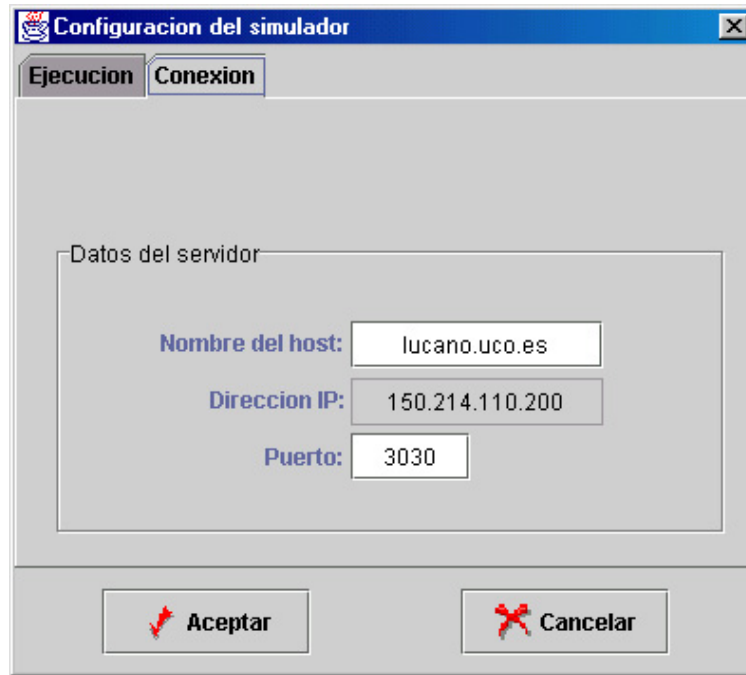 Configuracion del simulador
Ejecucion Conexion
Datos del servidor
Nombre del host: lucano.uco.es
Direccion IP: 150.214.110.200
Puerto: 3030
Aceptar Cancelar